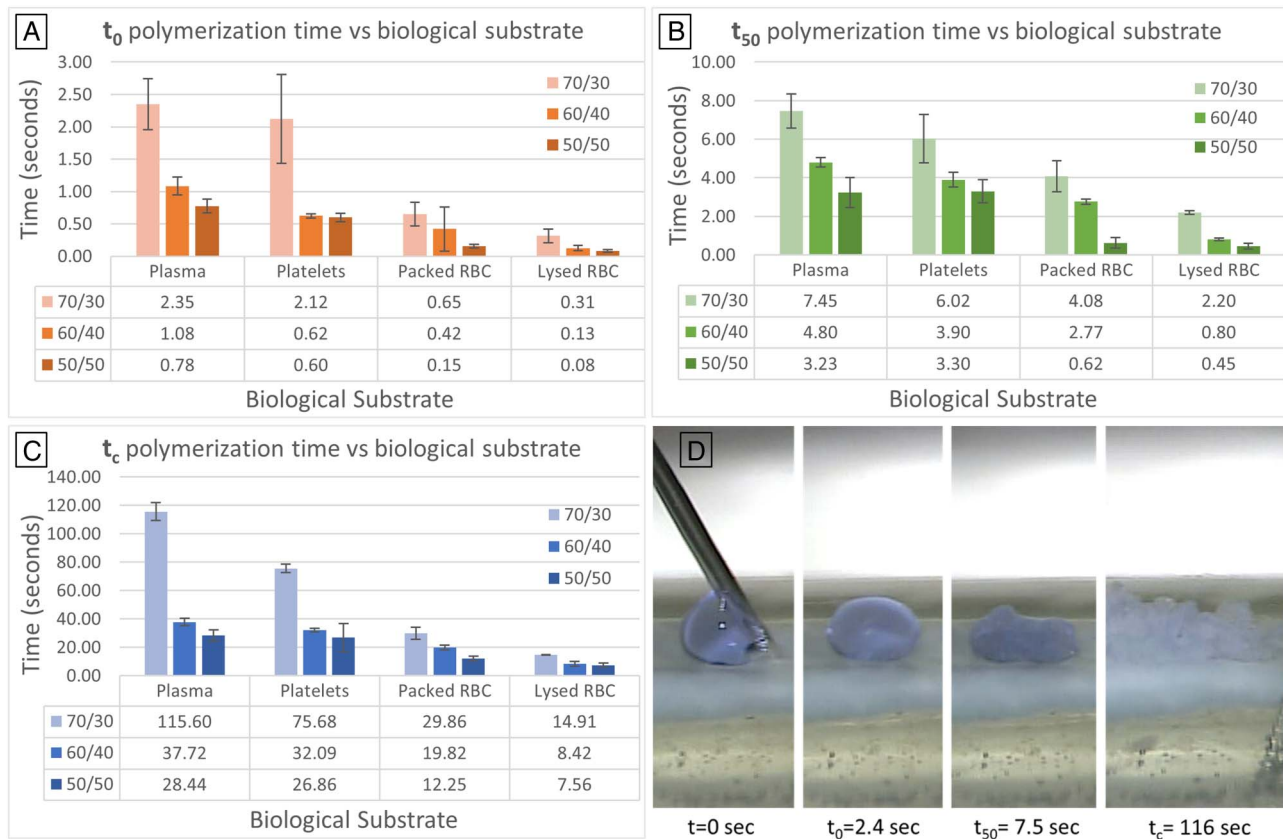 A
t0 polymerization time vs biological substrate
Time (seconds)
3.00
2.50
2.00
1.50
1.00
0.50
0.00
70/30
60/40
50/50
Plasma Platelets Packed RBC Lysed RBC
70/30 2.35 2.12 0.65 0.31
60/40 1.08 0.62 0.42 0.13
50/50 0.78 0.60 0.15 0.08
Biological Substrate
B
t50 polymerization time vs biological substrate
Time (seconds)
10.00
8.00
6.00
4.00
2.00
0.00
70/30
60/40
50/50
Plasma Platelets Packed RBC Lysed RBC
70/30 7.45 6.02 4.08 2.20
60/40 4.80 3.90 2.77 0.80
50/50 3.23 3.30 0.62 0.45
Biological Substrate
C
tc polymerization time vs biological substrate
Time (seconds)
140.00
120.00
100.00
80.00
60.00
40.00
20.00
0.00
70/30
60/40
50/50
Plasma Platelets Packed RBC Lysed RBC
70/30 115.60 75.68 29.86 14.91
60/40 37.72 32.09 19.82 8.42
50/50 28.44 26.86 12.25 7.56
Biological Substrate
D
t=0 sec t0=2.4 sec t50= 7.5 sec tc= 116 sec